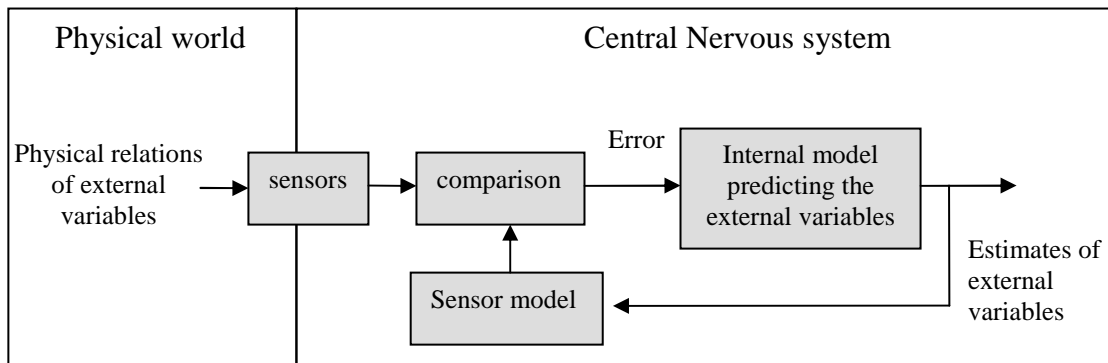 Physical world
Central Nervous system
Physical relations
of external
variables
sensors
comparison
Error
Internal model
predicting the
external variables
Sensor model
Estimates of
external
variables